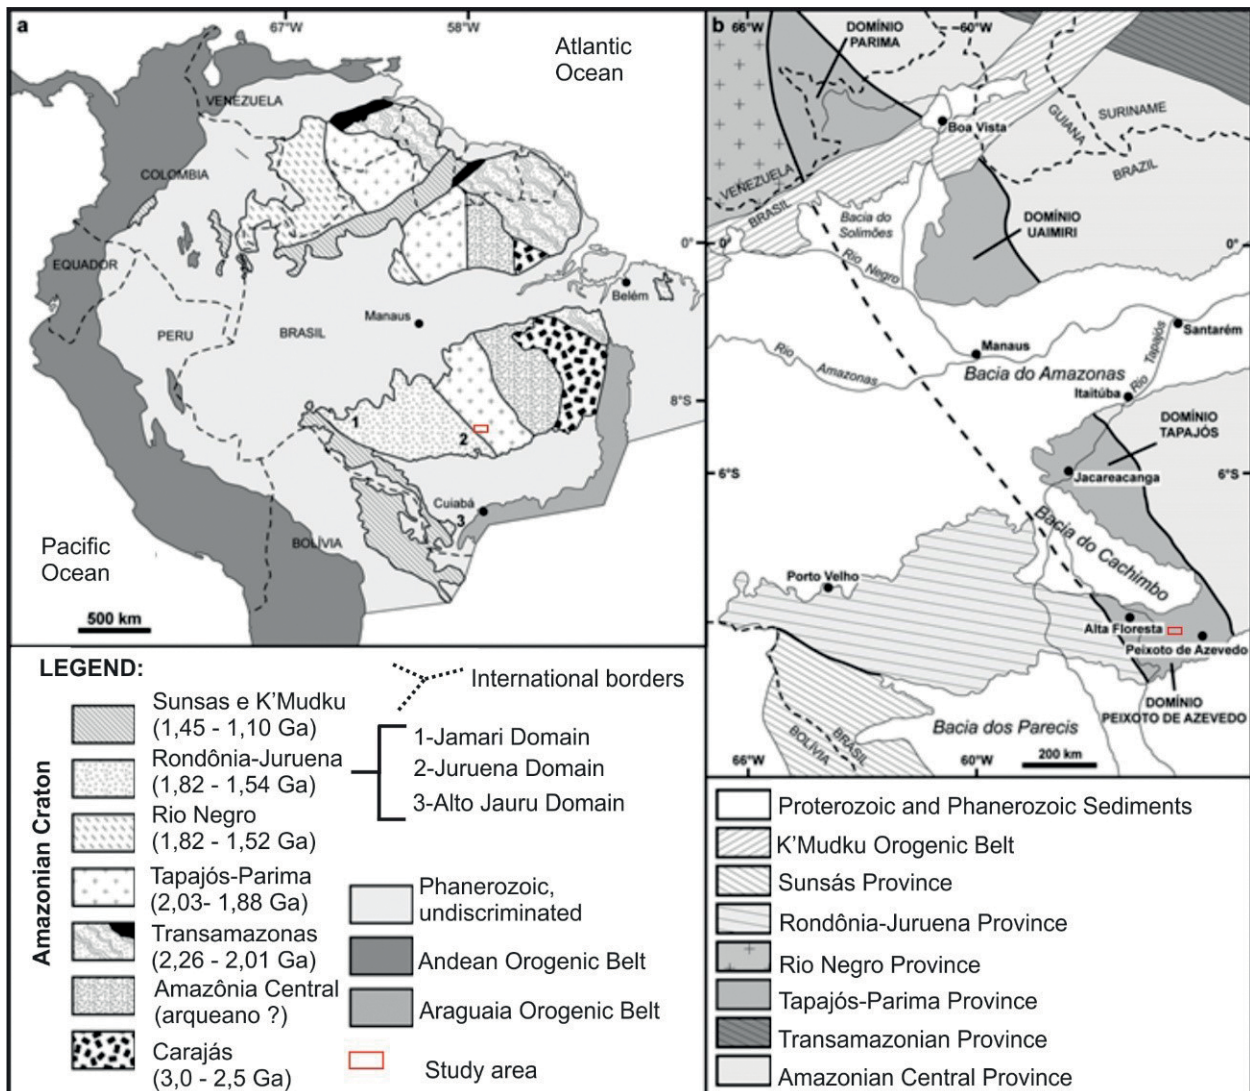 a
67°W
58°W
Atlantic
Ocean
VENEZUELA
COLOMBIA
EQUADOR
0°
Belém
Manaus
PERU
BRASIL
8°S
1
2
Cuiabá
3
BOLÍVIA
Pacific
Ocean
500 km
b
66°W
60°W
DOMÍNIO
PARIMA
Boa Vista
GUIANA
SURINAME
BRAZIL
VENEZUELA
BRASIL
Bacia do
Solimões
DOMÍNIO
UAIMIRI
0°
Rio Negro
Santarém
Manaus
Rio Tapajós
Rio Amazonas
Bacia do Amazonas
Itaitúba
DOMÍNIO
TAPAJÓS
6°S
6°S
Jacareacanga
Bacia do Cachimbo
Porto Velho
Alta Floresta
Peixoto de Azevedo
DOMÍNIO
PEIXOTO DE AZEVEDO
Bacia dos Parecis
BOLÍVIA
BRASIL
200 km
66°W
60°W
LEGEND:
Amazonian Craton
Sunsas e K'Mudku
(1,45 - 1,10 Ga)
Rondônia-Juruena
(1,82 - 1,54 Ga)
Rio Negro
(1,82 - 1,52 Ga)
Tapajós-Parima
(2,03- 1,88 Ga)
Transamazonas
(2,26 - 2,01 Ga)
Amazônia Central
(arqueano ?)
Carajás
(3,0 - 2,5 Ga)
International borders
1-Jamari Domain
2-Juruena Domain
3-Alto Jauru Domain
Phanerozoic,
undiscriminated
Andean Orogenic Belt
Araguaia Orogenic Belt
Study area
Proterozoic and Phanerozoic Sediments
K'Mudku Orogenic Belt
Sunsás Province
Rondônia-Juruena Province
Rio Negro Province
Tapajós-Parima Province
Transamazonian Province
Amazonian Central Province